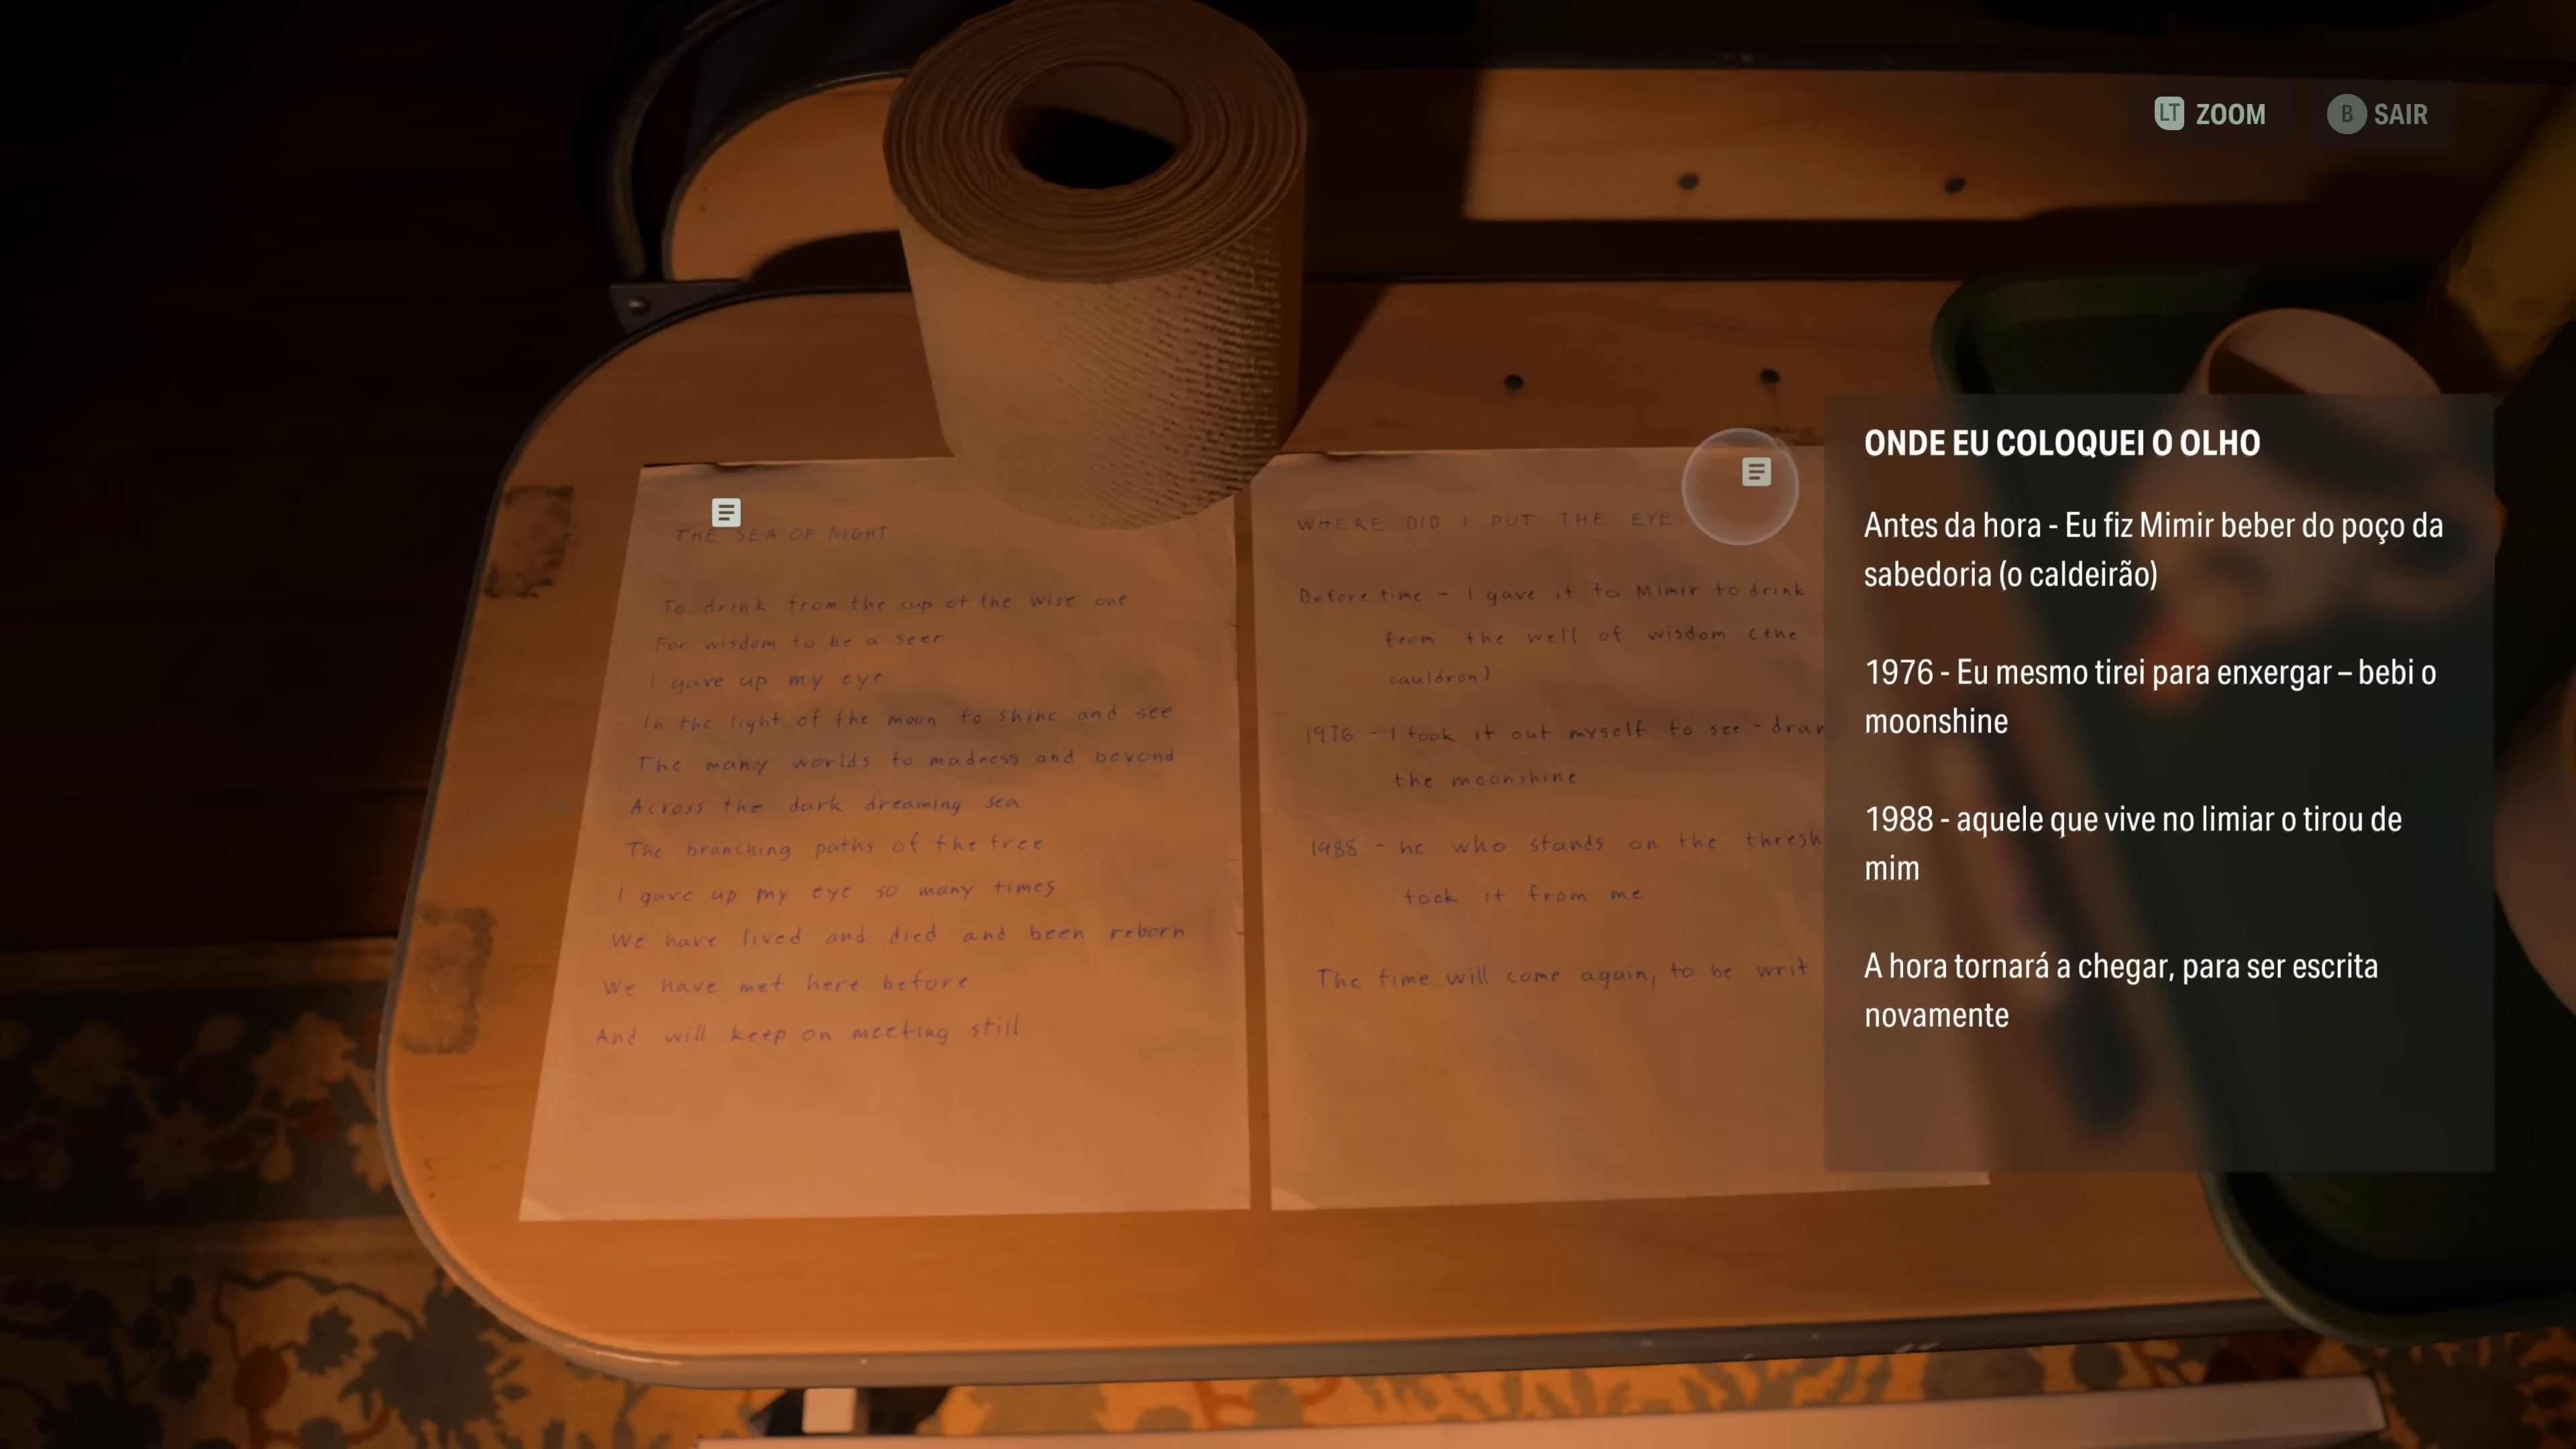 LT ZOOM
B SAIR
THE SEA OF NIGHT
To drink from the cup of the wise one
For wisdom to be a seer
I gave up my eye
In the light of the moon to shine and see
The many worlds to madness and beyond
Across the dark dreaming sea
The branching paths of the tree
I gave up my eye so many times
We have lived and died and been reborn
We have met here before
And will keep on meeting still
WHERE DID I PUT THE EYE
Before time - I gave it to Mimir to drink
from the well of wisdom (the
cauldron)
1976 - I took it out myself to see -
the moonshine
1988 - he who stands on the
took it from me
The time will come again, to be writ
ONDE EU COLOQUEI O OLHO
Antes da hora - Eu fiz Mimir beber do poço da
sabedoria (o caldeirão)
1976 - Eu mesmo tirei para enxergar – bebi o
moonshine
1988 - aquele que vive no limiar o tirou de
mim
A hora tornará a chegar, para ser escrita
novamente